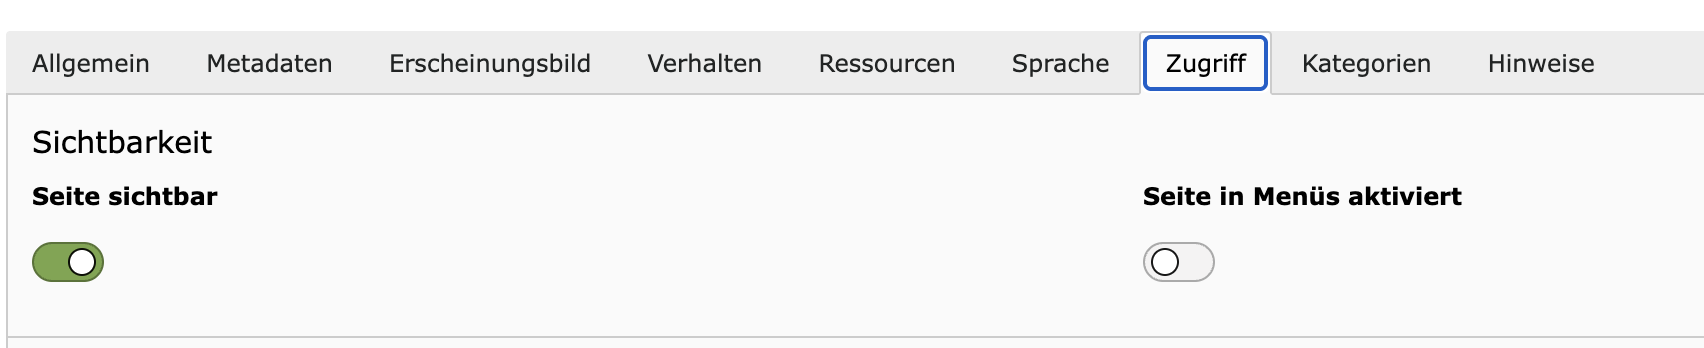 Allgemein Metadaten Erscheinungsbild Verhalten Ressourcen Sprache Zugriff Kategorien Hinweise
Sichtbarkeit
Seite sichtbar Seite in Menüs aktiviert